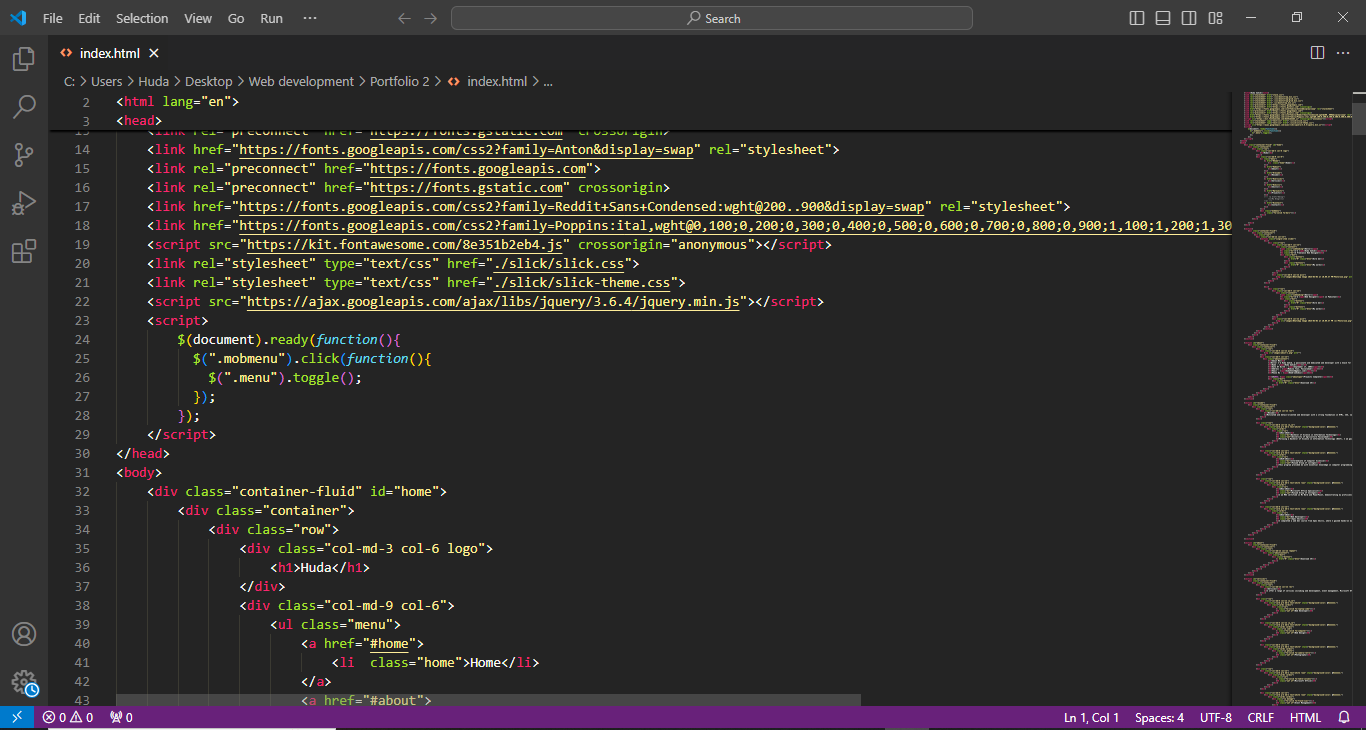 File Edit Selection View Go Run ··· Search
index.html
C: > Users > Huda > Desktop > Web development > Portfolio 2 > index.html > ...
2 <html lang="en">
3 <head>
13 <link rel="preconnect" href="https://fonts.gstatic.com" crossorigin>
14 <link href="https://fonts.googleapis.com/css2?family=Anton&display=swap" rel="stylesheet">
15 <link rel="preconnect" href="https://fonts.googleapis.com">
16 <link rel="preconnect" href="https://fonts.gstatic.com" crossorigin>
17 <link href="https://fonts.googleapis.com/css2?family=Reddit+Sans+Condensed:wght@200..900&display=swap" rel="stylesheet">
18 <link href="https://fonts.googleapis.com/css2?family=Poppins:ital,wght@0,100;0,200;0,300;0,400;0,500;0,600;0,700;0,800;0,900;1,100;1,200;1,30
19 <script src="https://kit.fontawesome.com/8e351b2eb4.js" crossorigin="anonymous"></script>
20 <link rel="stylesheet" type="text/css" href="./slick/slick.css">
21 <link rel="stylesheet" type="text/css" href="./slick/slick-theme.css">
22 <script src="https://ajax.googleapis.com/ajax/libs/jquery/3.6.4/jquery.min.js"></script>
23 <script>
24 $(document).ready(function(){
25 $(".mobmenu").click(function(){
26 $(".menu").toggle();
27 });
28 });
29 </script>
30 </head>
31 <body>
32 <div class="container-fluid" id="home">
33 <div class="container">
34 <div class="row">
35 <div class="col-md-3 col-6 logo">
36 <h1>Huda</h1>
37 </div>
38 <div class="col-md-9 col-6">
39 <ul class="menu">
40 <a href="#home">
41 <li  class="home">Home</li>
42 </a>
43 <a href="#about">
0 0 0 Ln 1, Col 1 Spaces: 4 UTF-8 CRLF HTML